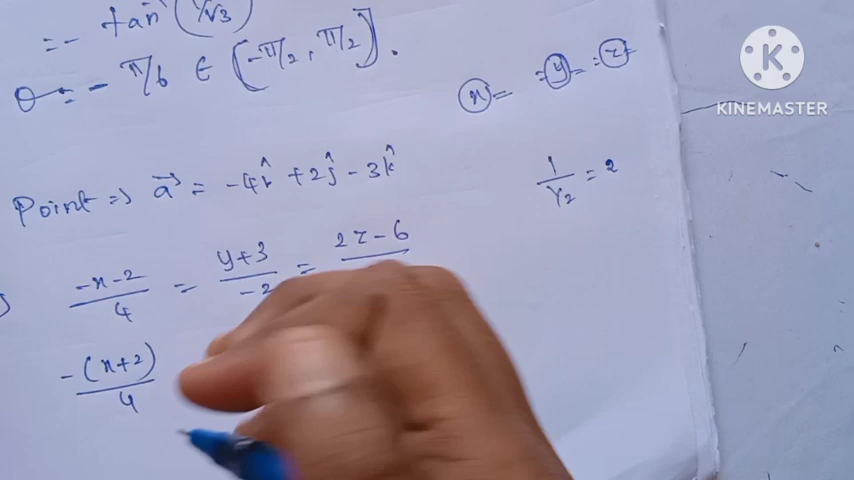 = - tan (1/√3)
θ = - π/6 ∈ (-π/2, π/2).
x = = y = = z =
K
KINEMASTER
Point ⇒ a⃗ = -4î + 2ĵ - 3k̂
1/1/2 = 2
(-x-2)/4 = (y+3)/-2 = 2z-6
-(x+2)/4